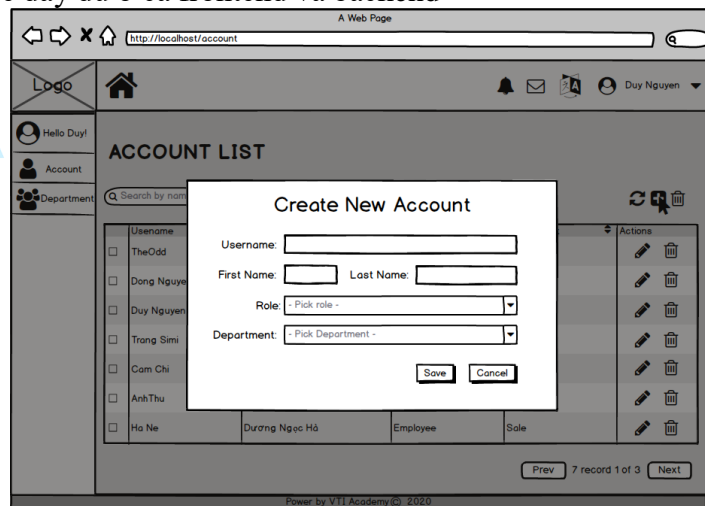 A Web Page
http://localhost/account
Logo
Duy Nguyen
Hello Duy!
Account
Department
ACCOUNT LIST
Search by nam
Create New Account
Username:
First Name: Last Name:
Role: - Pick role -
Department: - Pick Department -
Save Cancel
Usename Actions
TheOdd
Dong Nguye
Duy Nguyen
Trang Simi
Cam Chi
AnhThu
Ha Ne Dương Ngọc Hà Employee Sale
Prev 7 record 1 of 3 Next
Power by VTI Academy© 2020